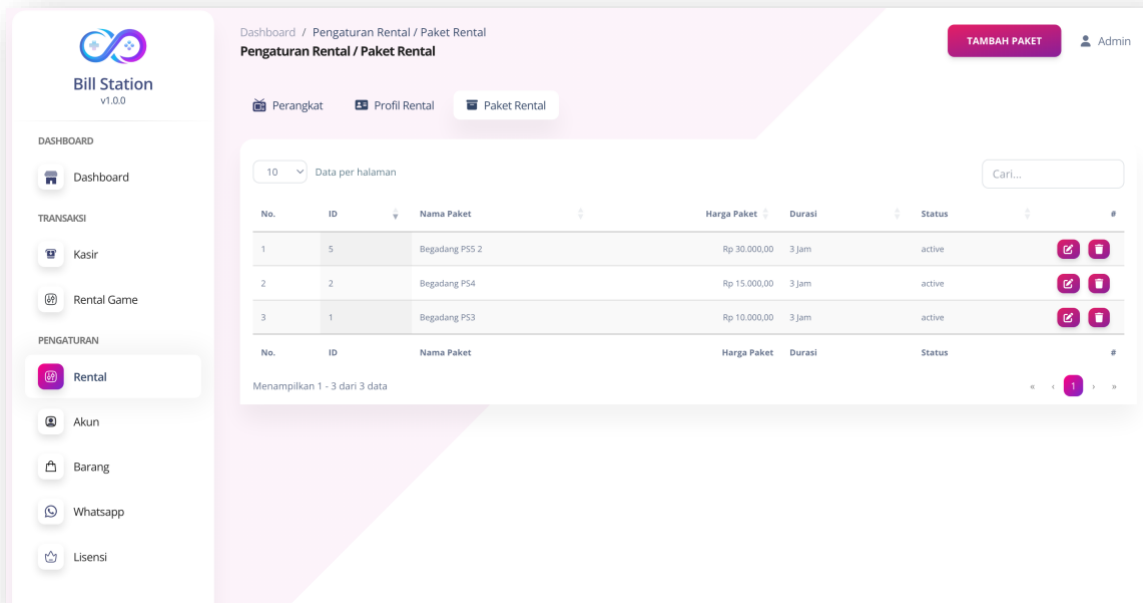 Bill Station
v1.0.0
DASHBOARD
Dashboard
TRANSAKSI
Kasir
Rental Game
PENGATURAN
Rental
Akun
Barang
Whatsapp
Lisensi
Dashboard / Pengaturan Rental / Paket Rental
Pengaturan Rental / Paket Rental
TAMBAH PAKET Admin
Perangkat Profil Rental Paket Rental
10 Data per halaman Cari...
No. ID Nama Paket Harga Paket Durasi Status #
1 5 Begadang PS5 2 Rp 30.000,00 3 Jam active
2 2 Begadang PS4 Rp 15.000,00 3 Jam active
3 1 Begadang PS3 Rp 10.000,00 3 Jam active
No. ID Nama Paket Harga Paket Durasi Status #
Menampilkan 1 - 3 dari 3 data « ‹ 1 › »